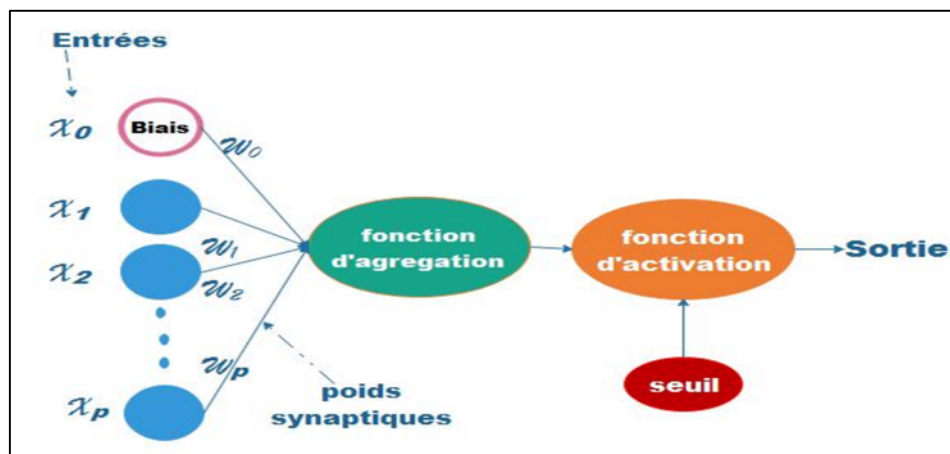 Entrées
x0
Biais
w0
x1
w1
x2
w2
fonction
d'agregation
fonction
d'activation
Sortie
wp
xp
poids
synaptiques
seuil